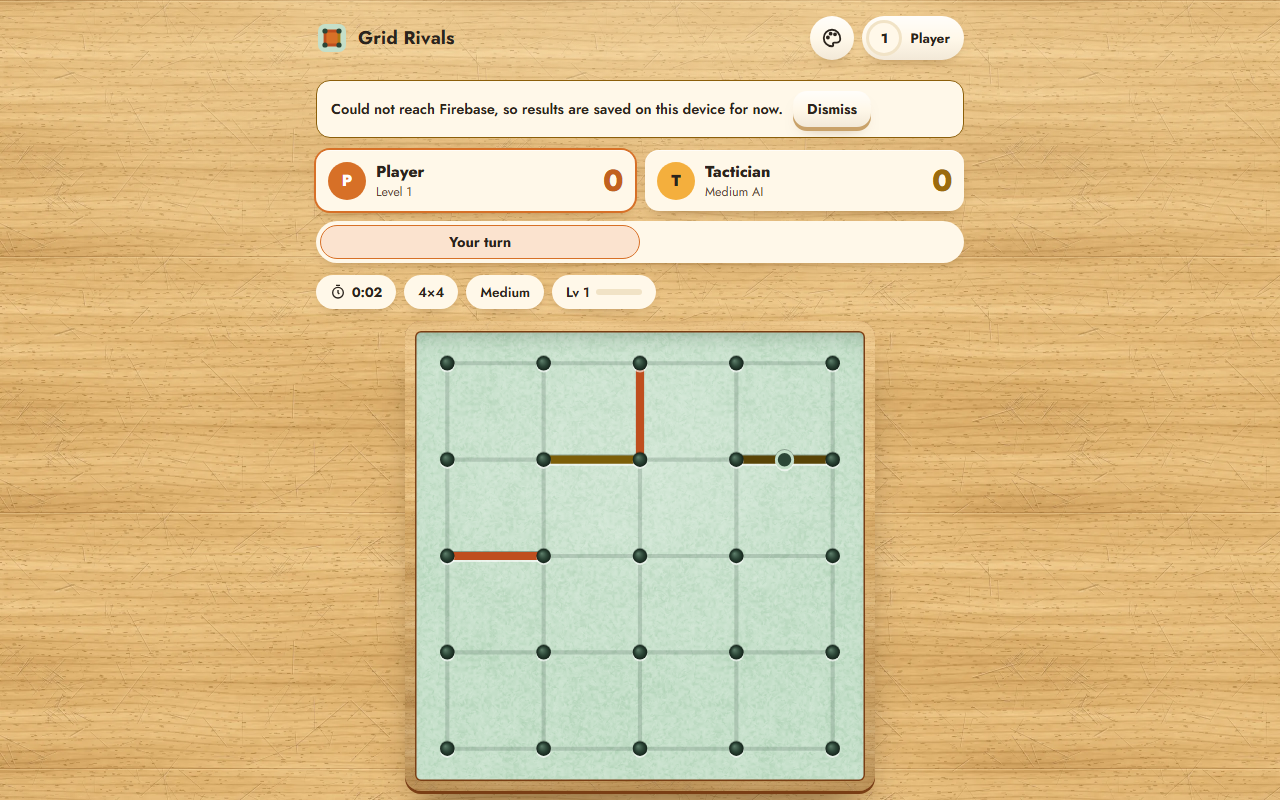 Grid Rivals
1 Player
Could not reach Firebase, so results are saved on this device for now. Dismiss
P Player 0
Level 1
T Tactician 0
Medium AI
Your turn
0:02 4×4 Medium Lv 1